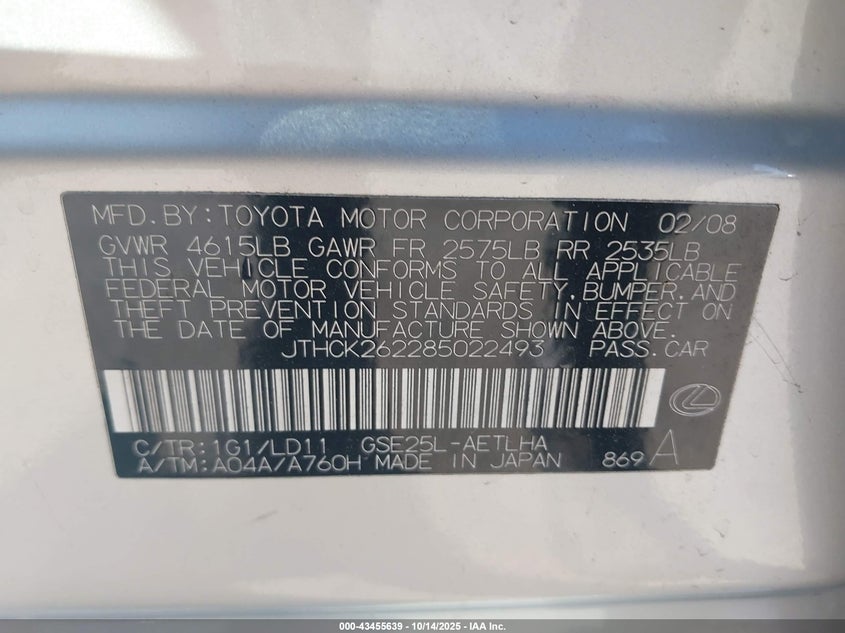 MFD. BY: TOYOTA MOTOR CORPORATION 02/08
GVWR 4615LB GAWR FR 2575LB RR 2535LB
THIS VEHICLE CONFORMS TO ALL APPLICABLE
FEDERAL MOTOR VEHICLE SAFETY, BUMPER, AND
THEFT PREVENTION STANDARDS IN EFFECT ON
THE DATE OF MANUFACTURE SHOWN ABOVE.
JTHCK262285022493 PASS. CAR
C/TR: 1G1/LD11 GSE25L-AETLHA
A/TM: A04A/A760H MADE IN JAPAN 869 A
000-43455639 - 10/14/2025 - IAA Inc.